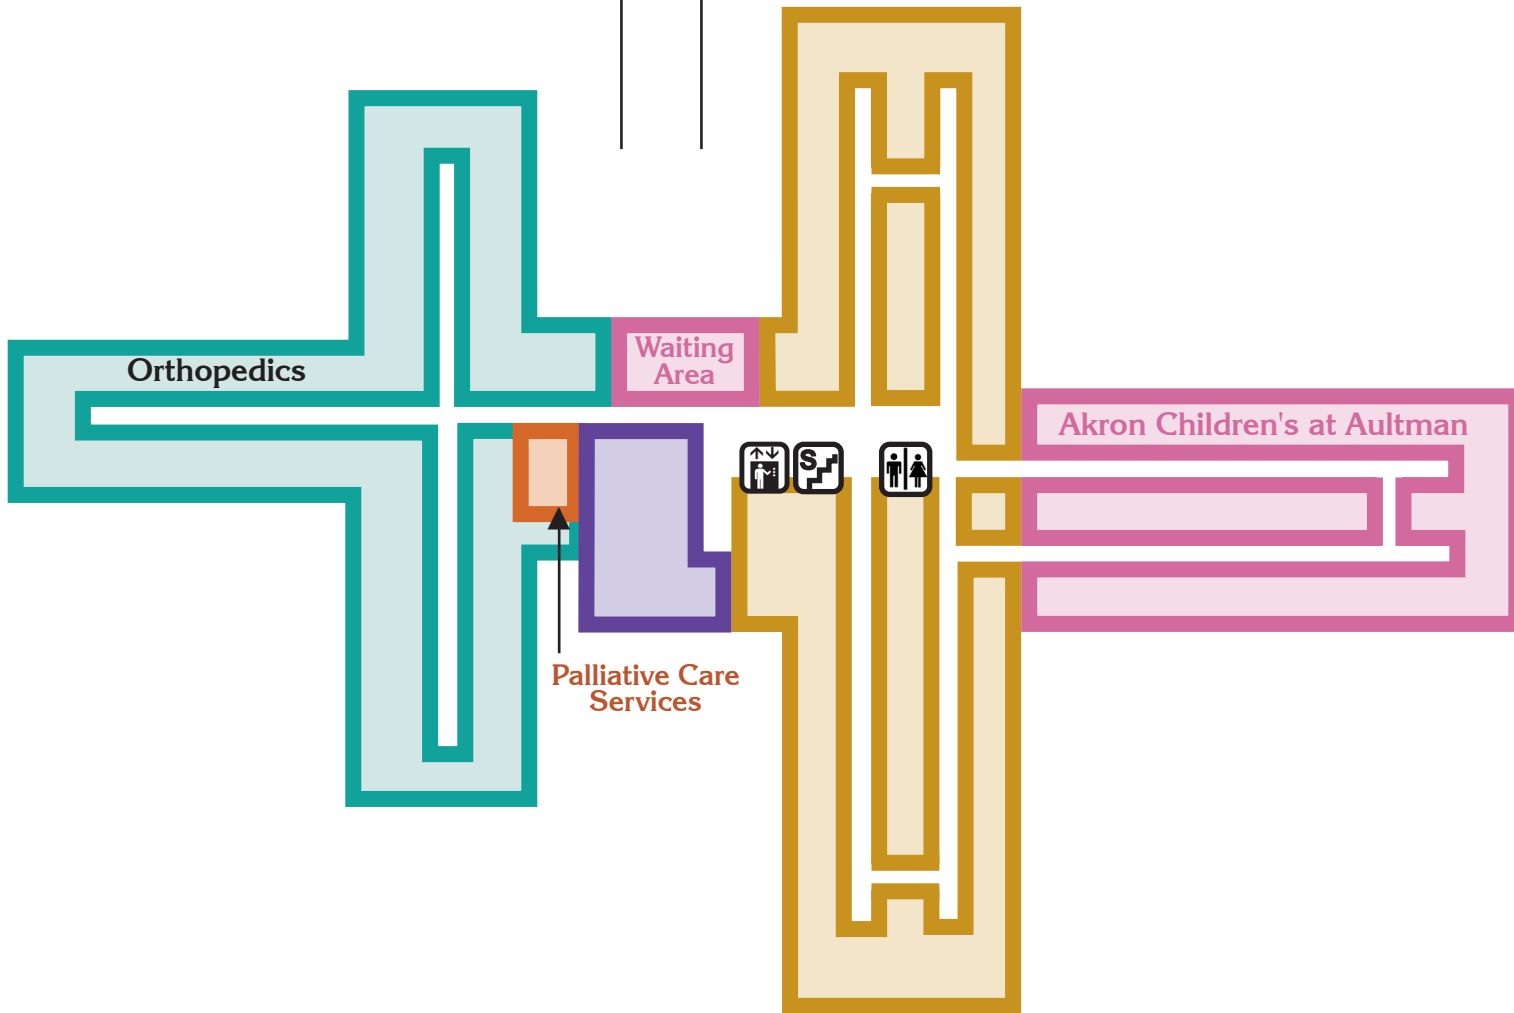 Waiting
Area
Orthopedics
Akron Children's at Aultman
S
Palliative Care
Services